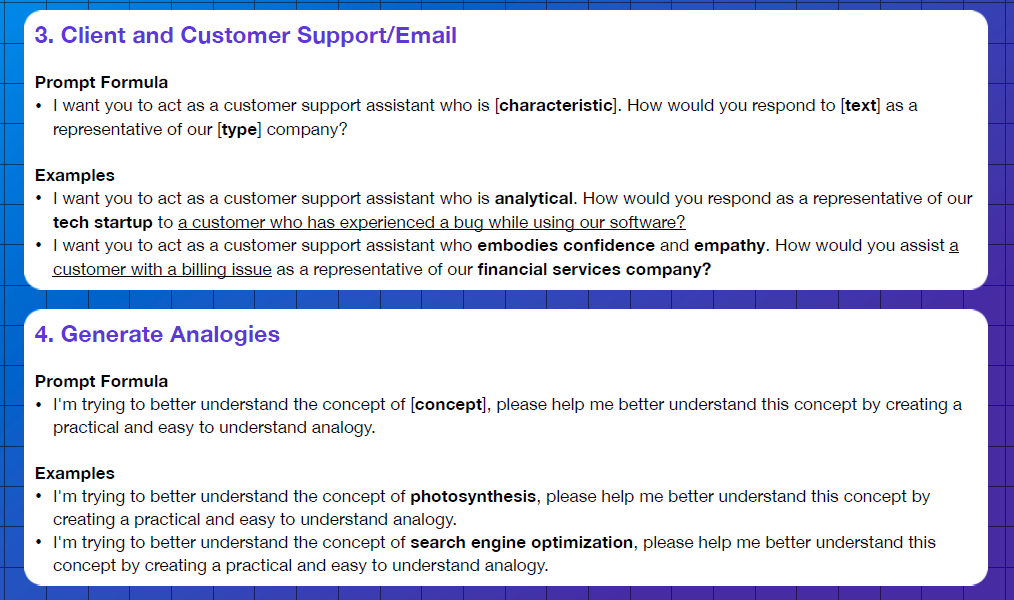 3. Client and Customer Support/Email
Prompt Formula
• I want you to act as a customer support assistant who is [characteristic]. How would you respond to [text] as a
representative of our [type] company?
Examples
• I want you to act as a customer support assistant who is analytical. How would you respond as a representative of our
tech startup to a customer who has experienced a bug while using our software?
• I want you to act as a customer support assistant who embodies confidence and empathy. How would you assist a
customer with a billing issue as a representative of our financial services company?
4. Generate Analogies
Prompt Formula
• I'm trying to better understand the concept of [concept], please help me better understand this concept by creating a
practical and easy to understand analogy.
Examples
• I'm trying to better understand the concept of photosynthesis, please help me better understand this concept by
creating a practical and easy to understand analogy.
• I'm trying to better understand the concept of search engine optimization, please help me better understand this
concept by creating a practical and easy to understand analogy.